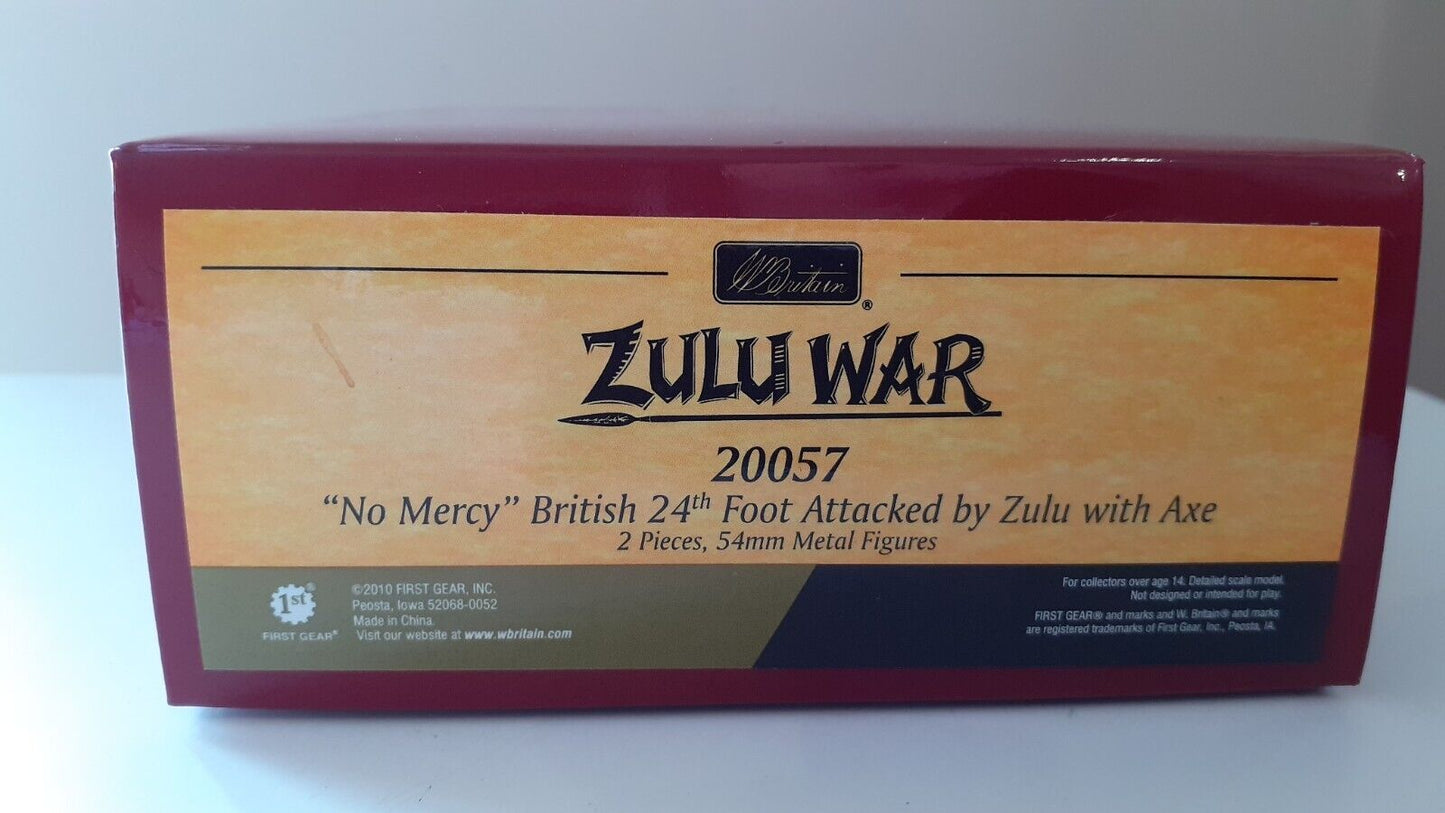 WBritain®
ZULU WAR
20057
“No Mercy” British 24th Foot Attacked by Zulu with Axe
2 Pieces, 54mm Metal Figures
1st®
FIRST GEAR®
©2010 FIRST GEAR, INC.
Peosta, Iowa 52068-0052
Made in China.
Visit our website at www.wbritain.com
For collectors over age 14. Detailed scale model.
Not designed or intended for play.
FIRST GEAR® and marks and W. Britain® and marks
are registered trademarks of First Gear, Inc., Peosta, IA.